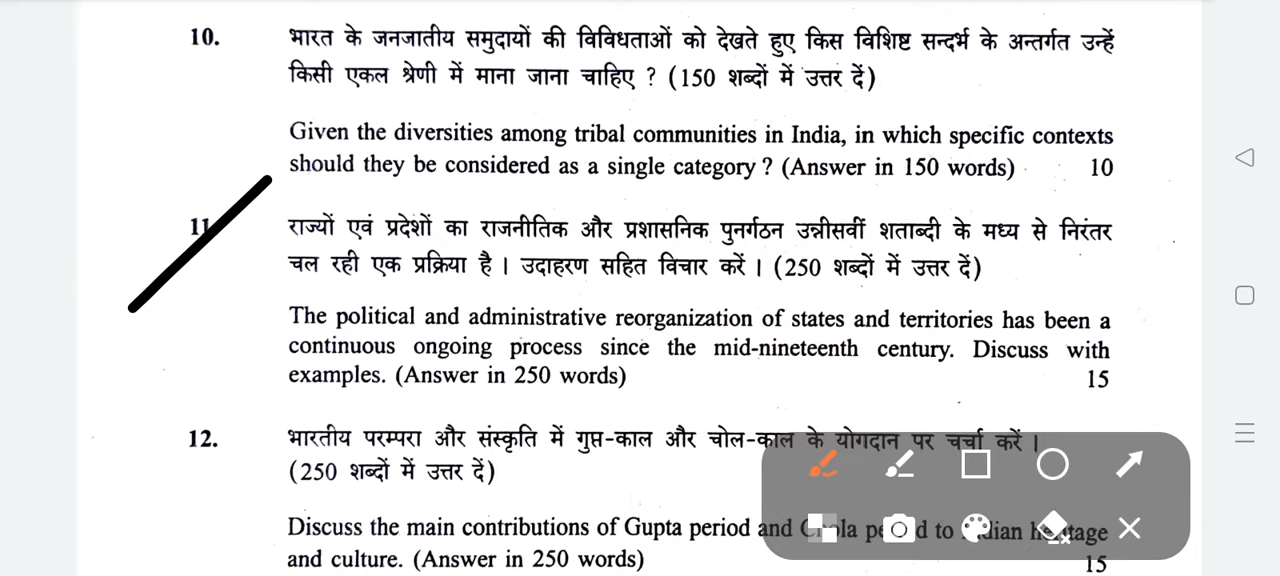 10. भारत के जनजातीय समुदायों की विविधताओं को देखते हुए किस विशिष्ट सन्दर्भ के अन्तर्गत उन्हें
किसी एकल श्रेणी में माना जाना चाहिए ? (150 शब्दों में उत्तर दें)
Given the diversities among tribal communities in India, in which specific contexts
should they be considered as a single category ? (Answer in 150 words) 10
11 राज्यों एवं प्रदेशों का राजनीतिक और प्रशासनिक पुनर्गठन उन्नीसवीं शताब्दी के मध्य से निरंतर
चल रही एक प्रक्रिया है । उदाहरण सहित विचार करें । (250 शब्दों में उत्तर दें)
The political and administrative reorganization of states and territories has been a
continuous ongoing process since the mid-nineteenth century. Discuss with
examples. (Answer in 250 words) 15
12. भारतीय परम्परा और संस्कृति में गुप्त-काल और चोल-काल के योगदान पर चर्चा करें ।
(250 शब्दों में उत्तर दें)
Discuss the main contributions of Gupta period and to
and culture. (Answer in 250 words) 15